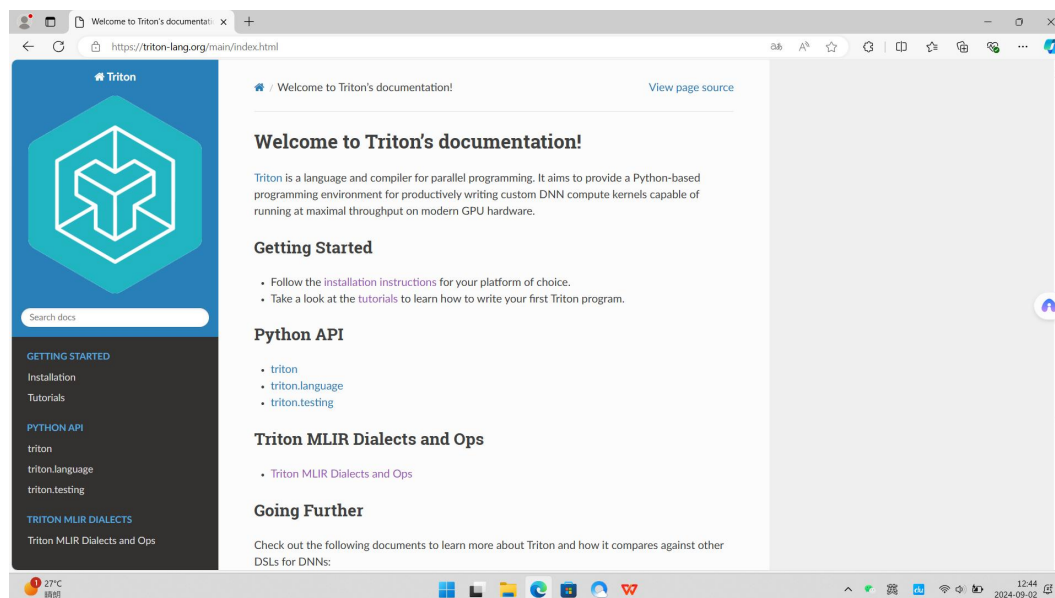 Welcome to Triton's documentati
https://triton-lang.org/main/index.html
Triton
Search docs
GETTING STARTED
Installation
Tutorials
PYTHON API
triton
triton.language
triton.testing
TRITON MLIR DIALECTS
Triton MLIR Dialects and Ops
/ Welcome to Triton's documentation!
View page source
Welcome to Triton's documentation!
Triton is a language and compiler for parallel programming. It aims to provide a Python-based
programming environment for productively writing custom DNN compute kernels capable of
running at maximal throughput on modern GPU hardware.
Getting Started
• Follow the installation instructions for your platform of choice.
• Take a look at the tutorials to learn how to write your first Triton program.
Python API
• triton
• triton.language
• triton.testing
Triton MLIR Dialects and Ops
• Triton MLIR Dialects and Ops
Going Further
Check out the following documents to learn more about Triton and how it compares against other
DSLs for DNNs:
1
27°C
晴朗
英
du
12:44
2024-09-02